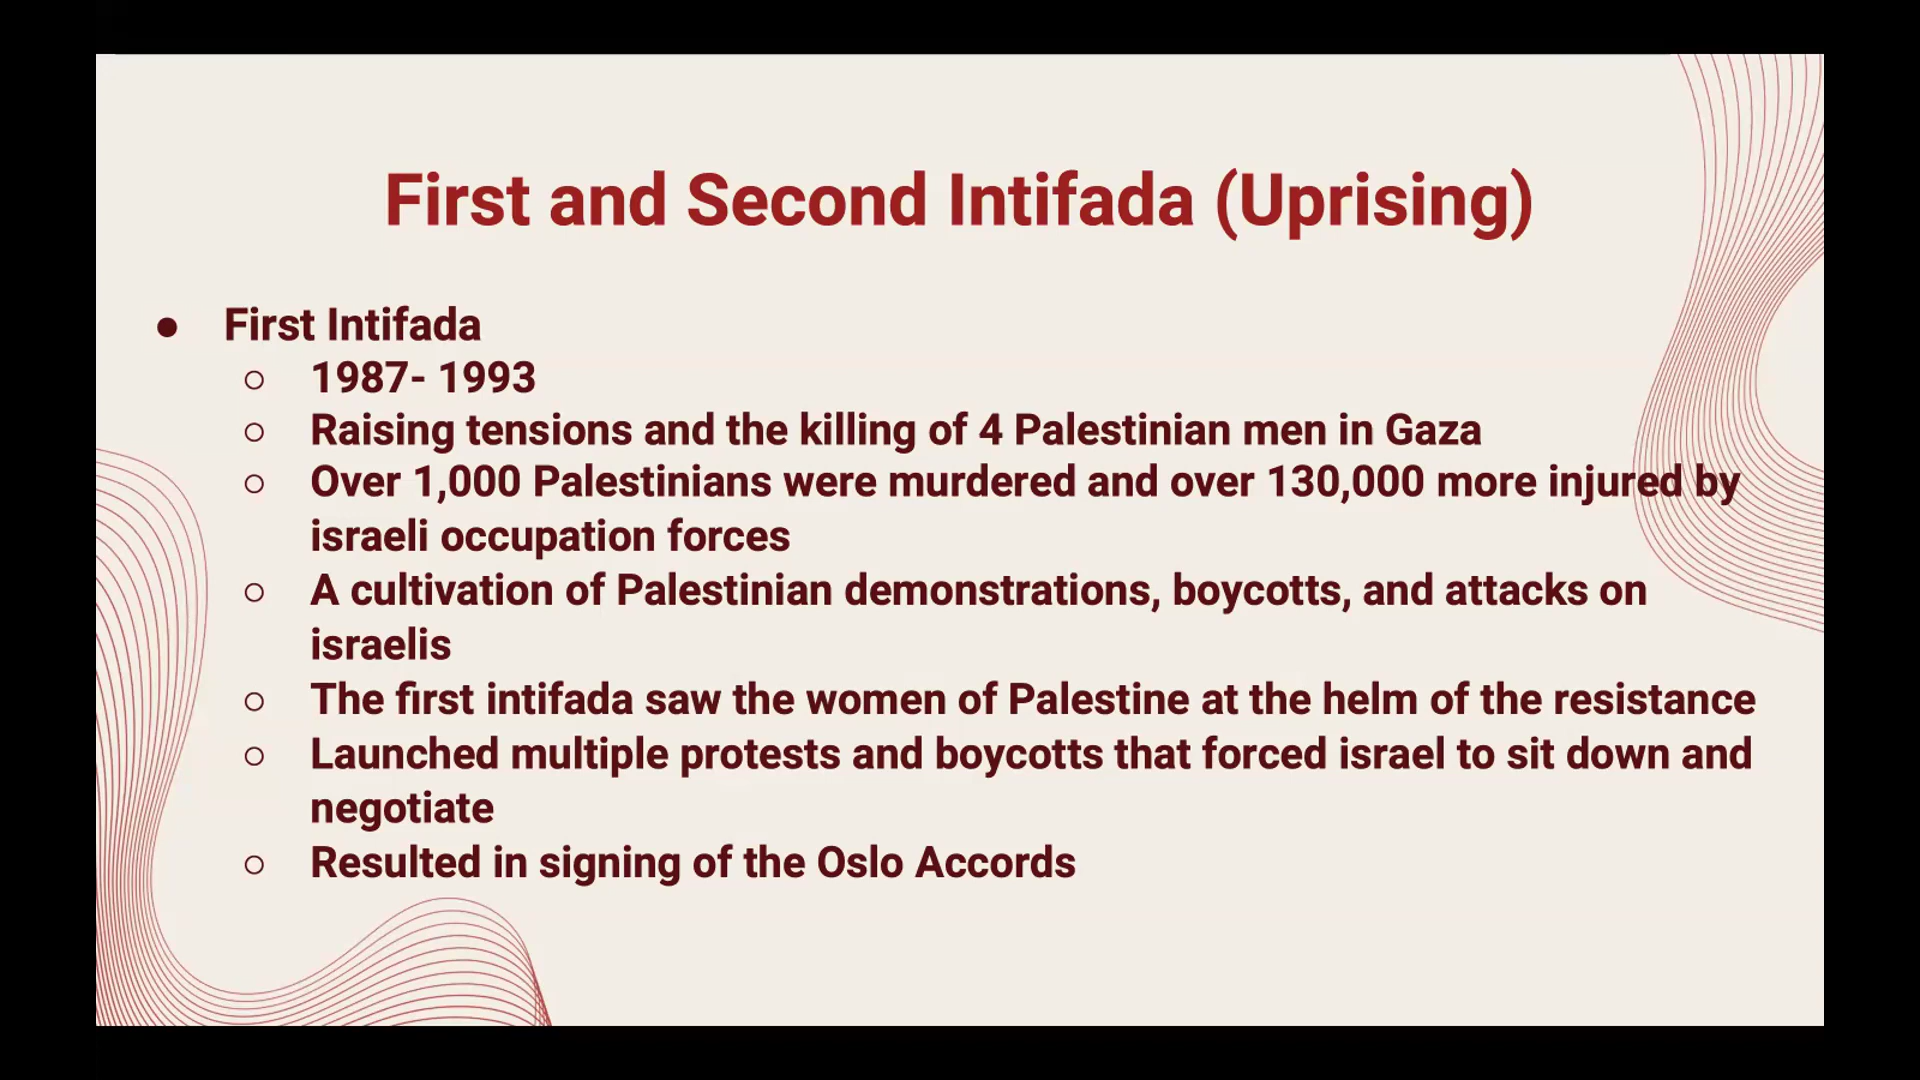 First and Second Intifada (Uprising)
● First Intifada
○ 1987- 1993
○ Raising tensions and the killing of 4 Palestinian men in Gaza
○ Over 1,000 Palestinians were murdered and over 130,000 more injured by
israeli occupation forces
○ A cultivation of Palestinian demonstrations, boycotts, and attacks on
israelis
○ The first intifada saw the women of Palestine at the helm of the resistance
○ Launched multiple protests and boycotts that forced israel to sit down and
negotiate
○ Resulted in signing of the Oslo Accords